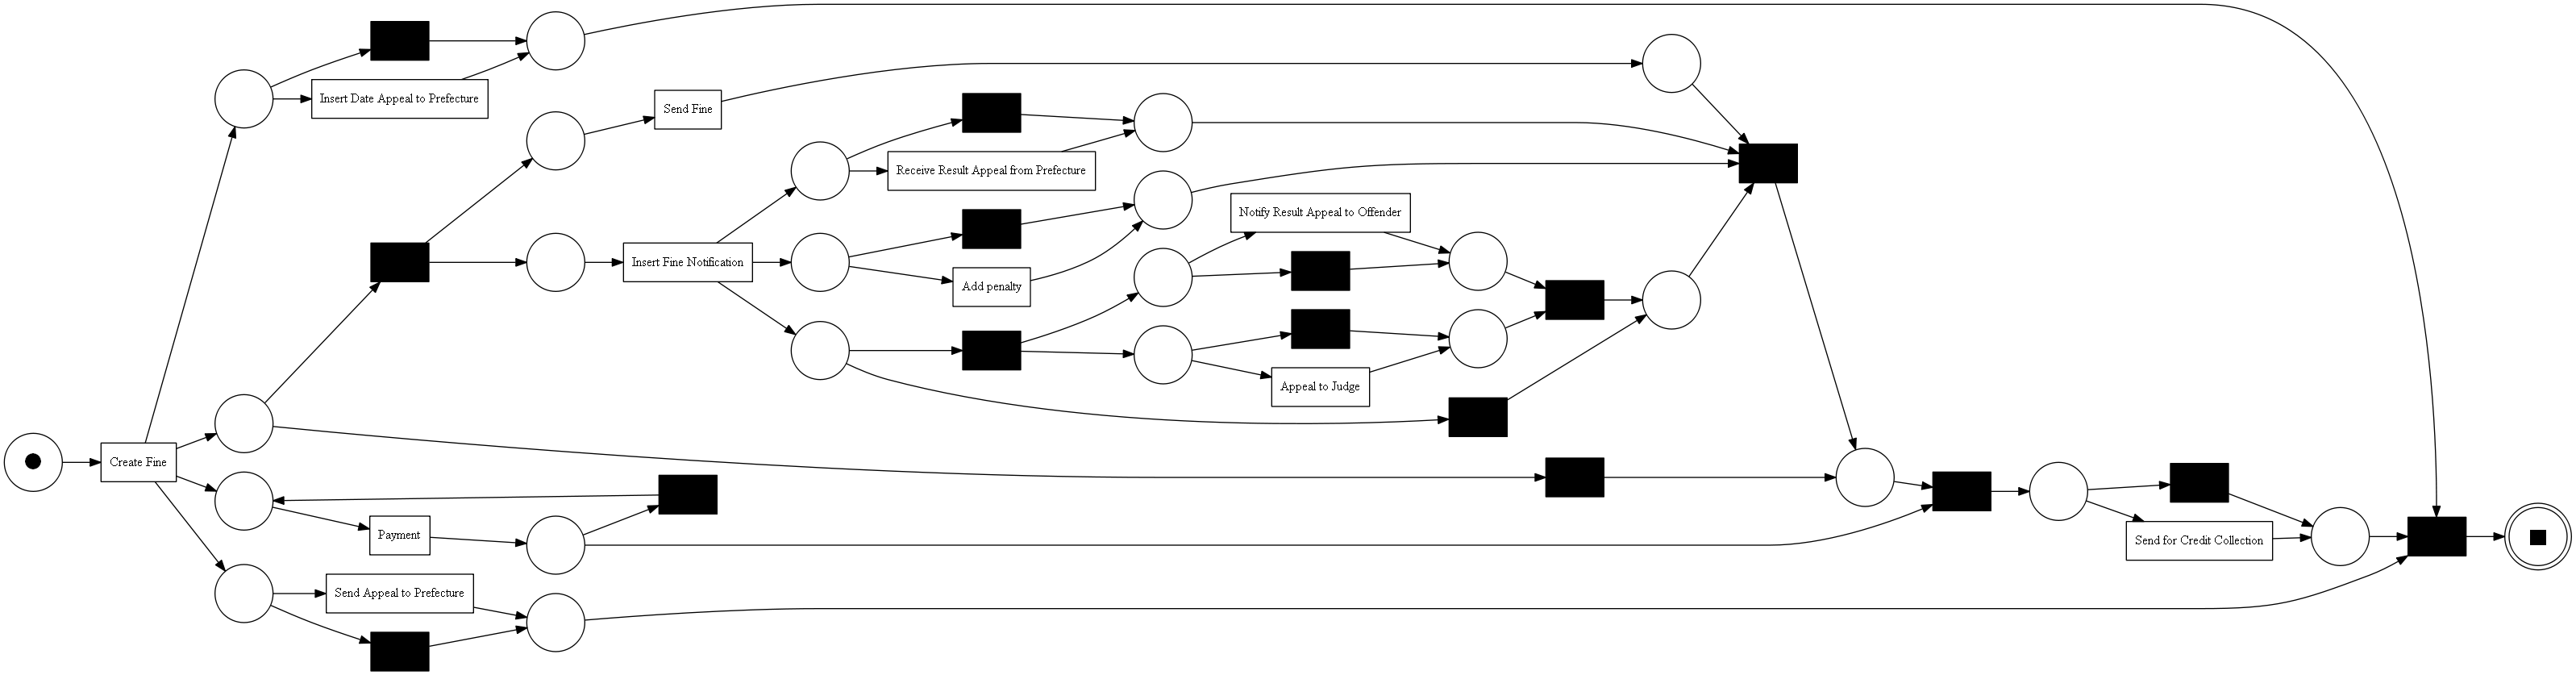 Insert Date Appeal to Prefecture
Send Fine
Receive Result Appeal from Prefecture
Notify Result Appeal to Offender
Insert Fine Notification
Add penalty
Appeal to Judge
Create Fine
Payment
Send for Credit Collection
Send Appeal to Prefecture